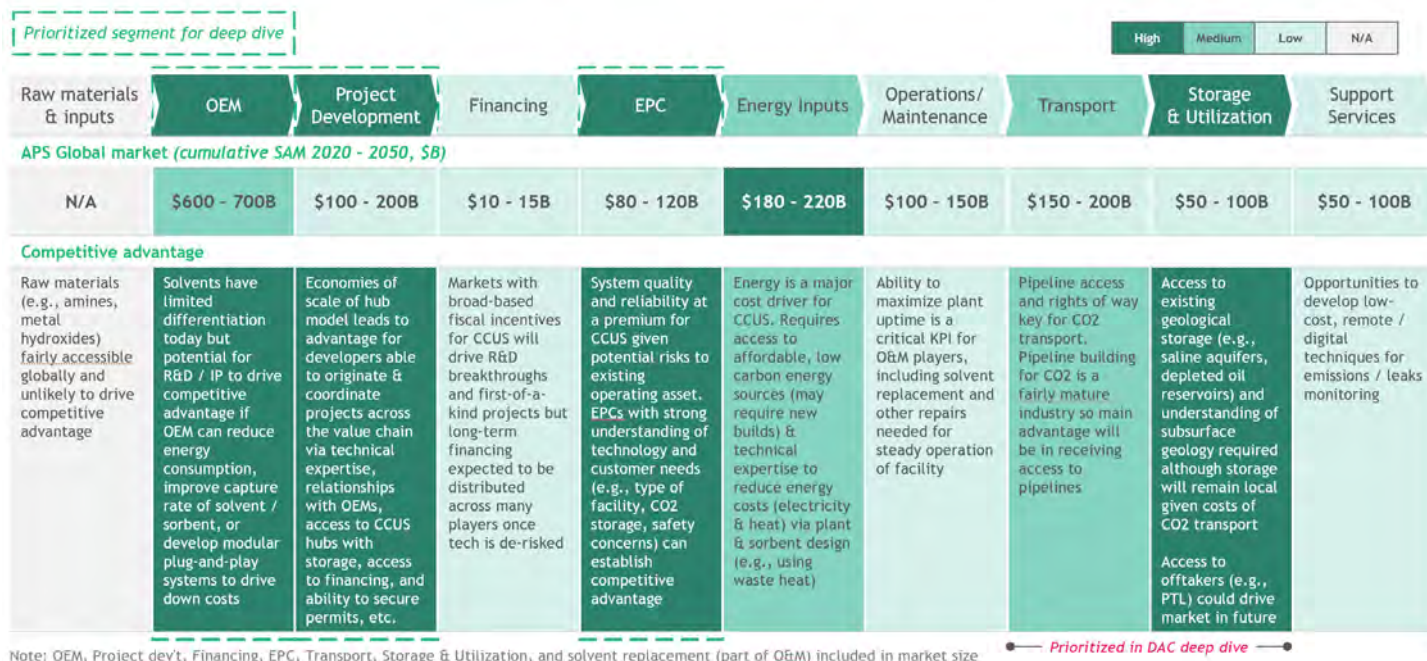 Prioritized segment for deep dive
High
Medium
Low
N/A
Raw materials
& inputs
OEM
Project
Development
Financing
EPC
Energy Inputs
Operations/
Maintenance
Transport
Storage
& Utilization
Support
Services
APS Global market (cumulative SAM 2020 - 2050, $B)
N/A
$600 - 700B
$100 - 200B
$10 - 15B
$80 - 120B
$180 - 220B
$100 - 150B
$150 - 200B
$50 - 100B
$50 - 100B
Competitive advantage
Raw materials
(e.g., amines,
metal
hydroxides)
fairly accessible
globally and
unlikely to drive
competitive
advantage
Solvents have
limited
differentiation
today but
potential for
R&D / IP to drive
competitive
advantage if
OEM can reduce
energy
consumption,
improve capture
rate of solvent /
sorbent, or
develop modular
plug-and-play
systems to drive
down costs
Economies of
scale of hub
model leads to
advantage for
developers able
to originate &
coordinate
projects across
the value chain
via technical
expertise,
relationships
with OEMs,
access to CCUS
hubs with
storage, access
to financing, and
ability to secure
permits, etc.
Markets with
broad-based
fiscal incentives
for CCUS will
drive R&D
breakthroughs
and first-of-a-
kind projects but
long-term
financing
expected to be
distributed
across many
players once
tech is de-risked
System quality
and reliability at
a premium for
CCUS given
potential risks to
existing
operating asset.
EPCs with strong
understanding of
technology and
customer needs
(e.g., type of
facility, CO2
storage, safety
concerns) can
establish
competitive
advantage
Energy is a major
cost driver for
CCUS. Requires
access to
affordable, low
carbon energy
sources (may
require new
builds) &
technical
expertise to
reduce energy
costs (electricity
& heat) via plant
& sorbent design
(e.g., using
waste heat)
Ability to
maximize plant
uptime is a
critical KPI for
O&M players,
including solvent
replacement and
other repairs
needed for
steady operation
of facility
Pipeline access
and rights of way
key for CO2
transport.
Pipeline building
for CO2 is a
fairly mature
industry so main
advantage will
be in receiving
access to
pipelines
Access to
existing
geological
storage (e.g.,
saline aquifers,
depleted oil
reservoirs) and
understanding of
subsurface
geology required
although storage
will remain local
given costs of
CO2 transport
Access to
offtakers (e.g.,
PTL) could drive
market in future
Opportunities to
develop low-
cost, remote /
digital
techniques for
emissions / leaks
monitoring
Prioritized in DAC deep dive
Note: OEM, Project dev't, Financing, EPC, Transport, Storage & Utilization, and solvent replacement (part of O&M) included in market size